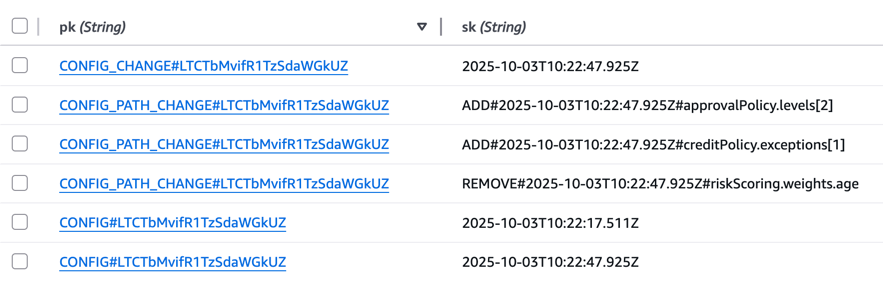 pk (String) sk (String)
CONFIG_CHANGE#LTCTbMvifR1TzSdaWGkUZ 2025-10-03T10:22:47.925Z
CONFIG_PATH_CHANGE#LTCTbMvifR1TzSdaWGkUZ ADD#2025-10-03T10:22:47.925Z#approvalPolicy.levels[2]
CONFIG_PATH_CHANGE#LTCTbMvifR1TzSdaWGkUZ ADD#2025-10-03T10:22:47.925Z#creditPolicy.exceptions[1]
CONFIG_PATH_CHANGE#LTCTbMvifR1TzSdaWGkUZ REMOVE#2025-10-03T10:22:47.925Z#riskScoring.weights.age
CONFIG#LTCTbMvifR1TzSdaWGkUZ 2025-10-03T10:22:17.511Z
CONFIG#LTCTbMvifR1TzSdaWGkUZ 2025-10-03T10:22:47.925Z